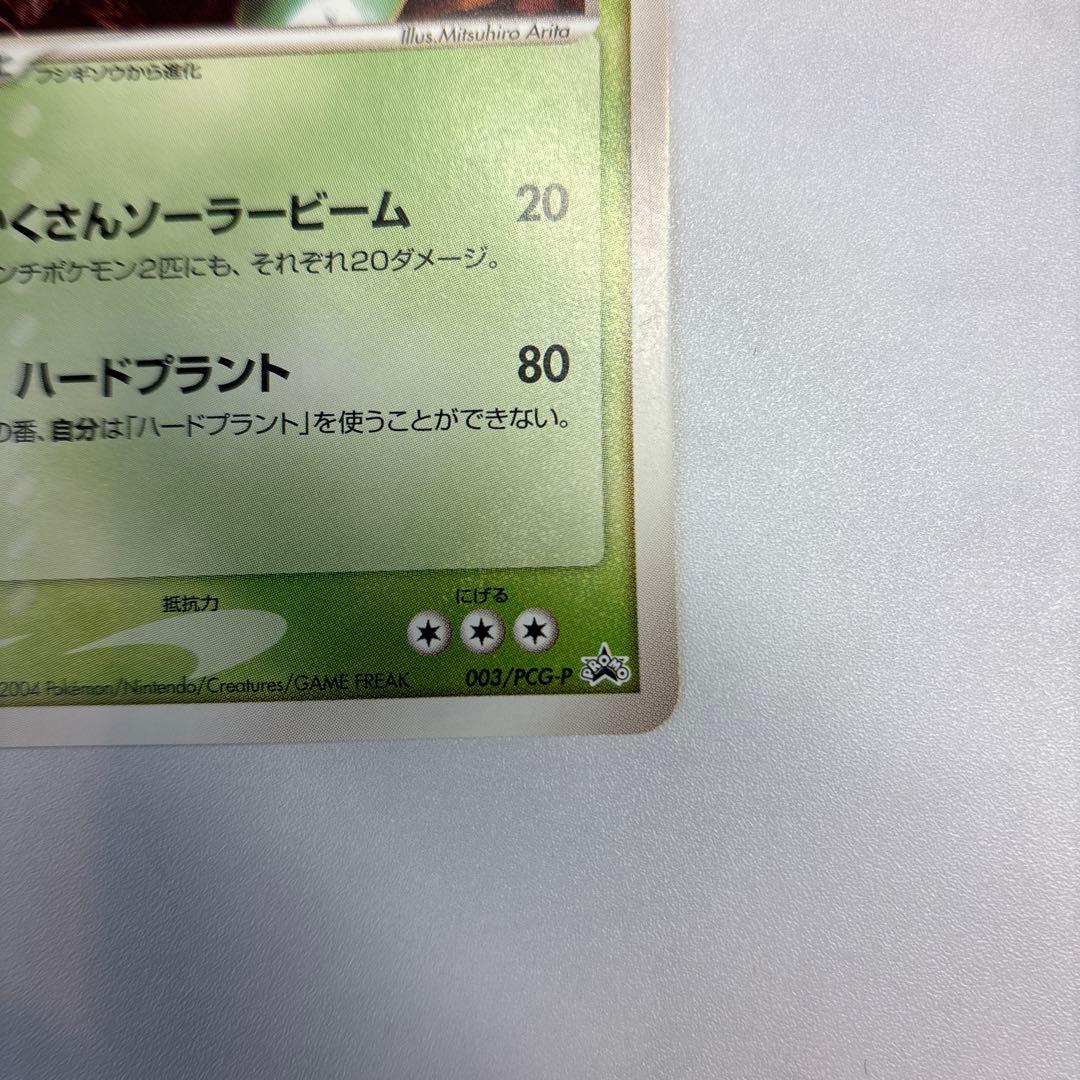 Illus.Mitsuhiro Arita
フシギソウから進化
くさんソーラービーム 20
ンチポケモン2匹にも、それぞれ20ダメージ。
ハードプラント 80
の番、自分は「ハードプラント」を使うことができない。
抵抗力 にげる
2004 Pokémon/Nintendo/Creatures/GAME FREAK 003/PCG-P PROMO